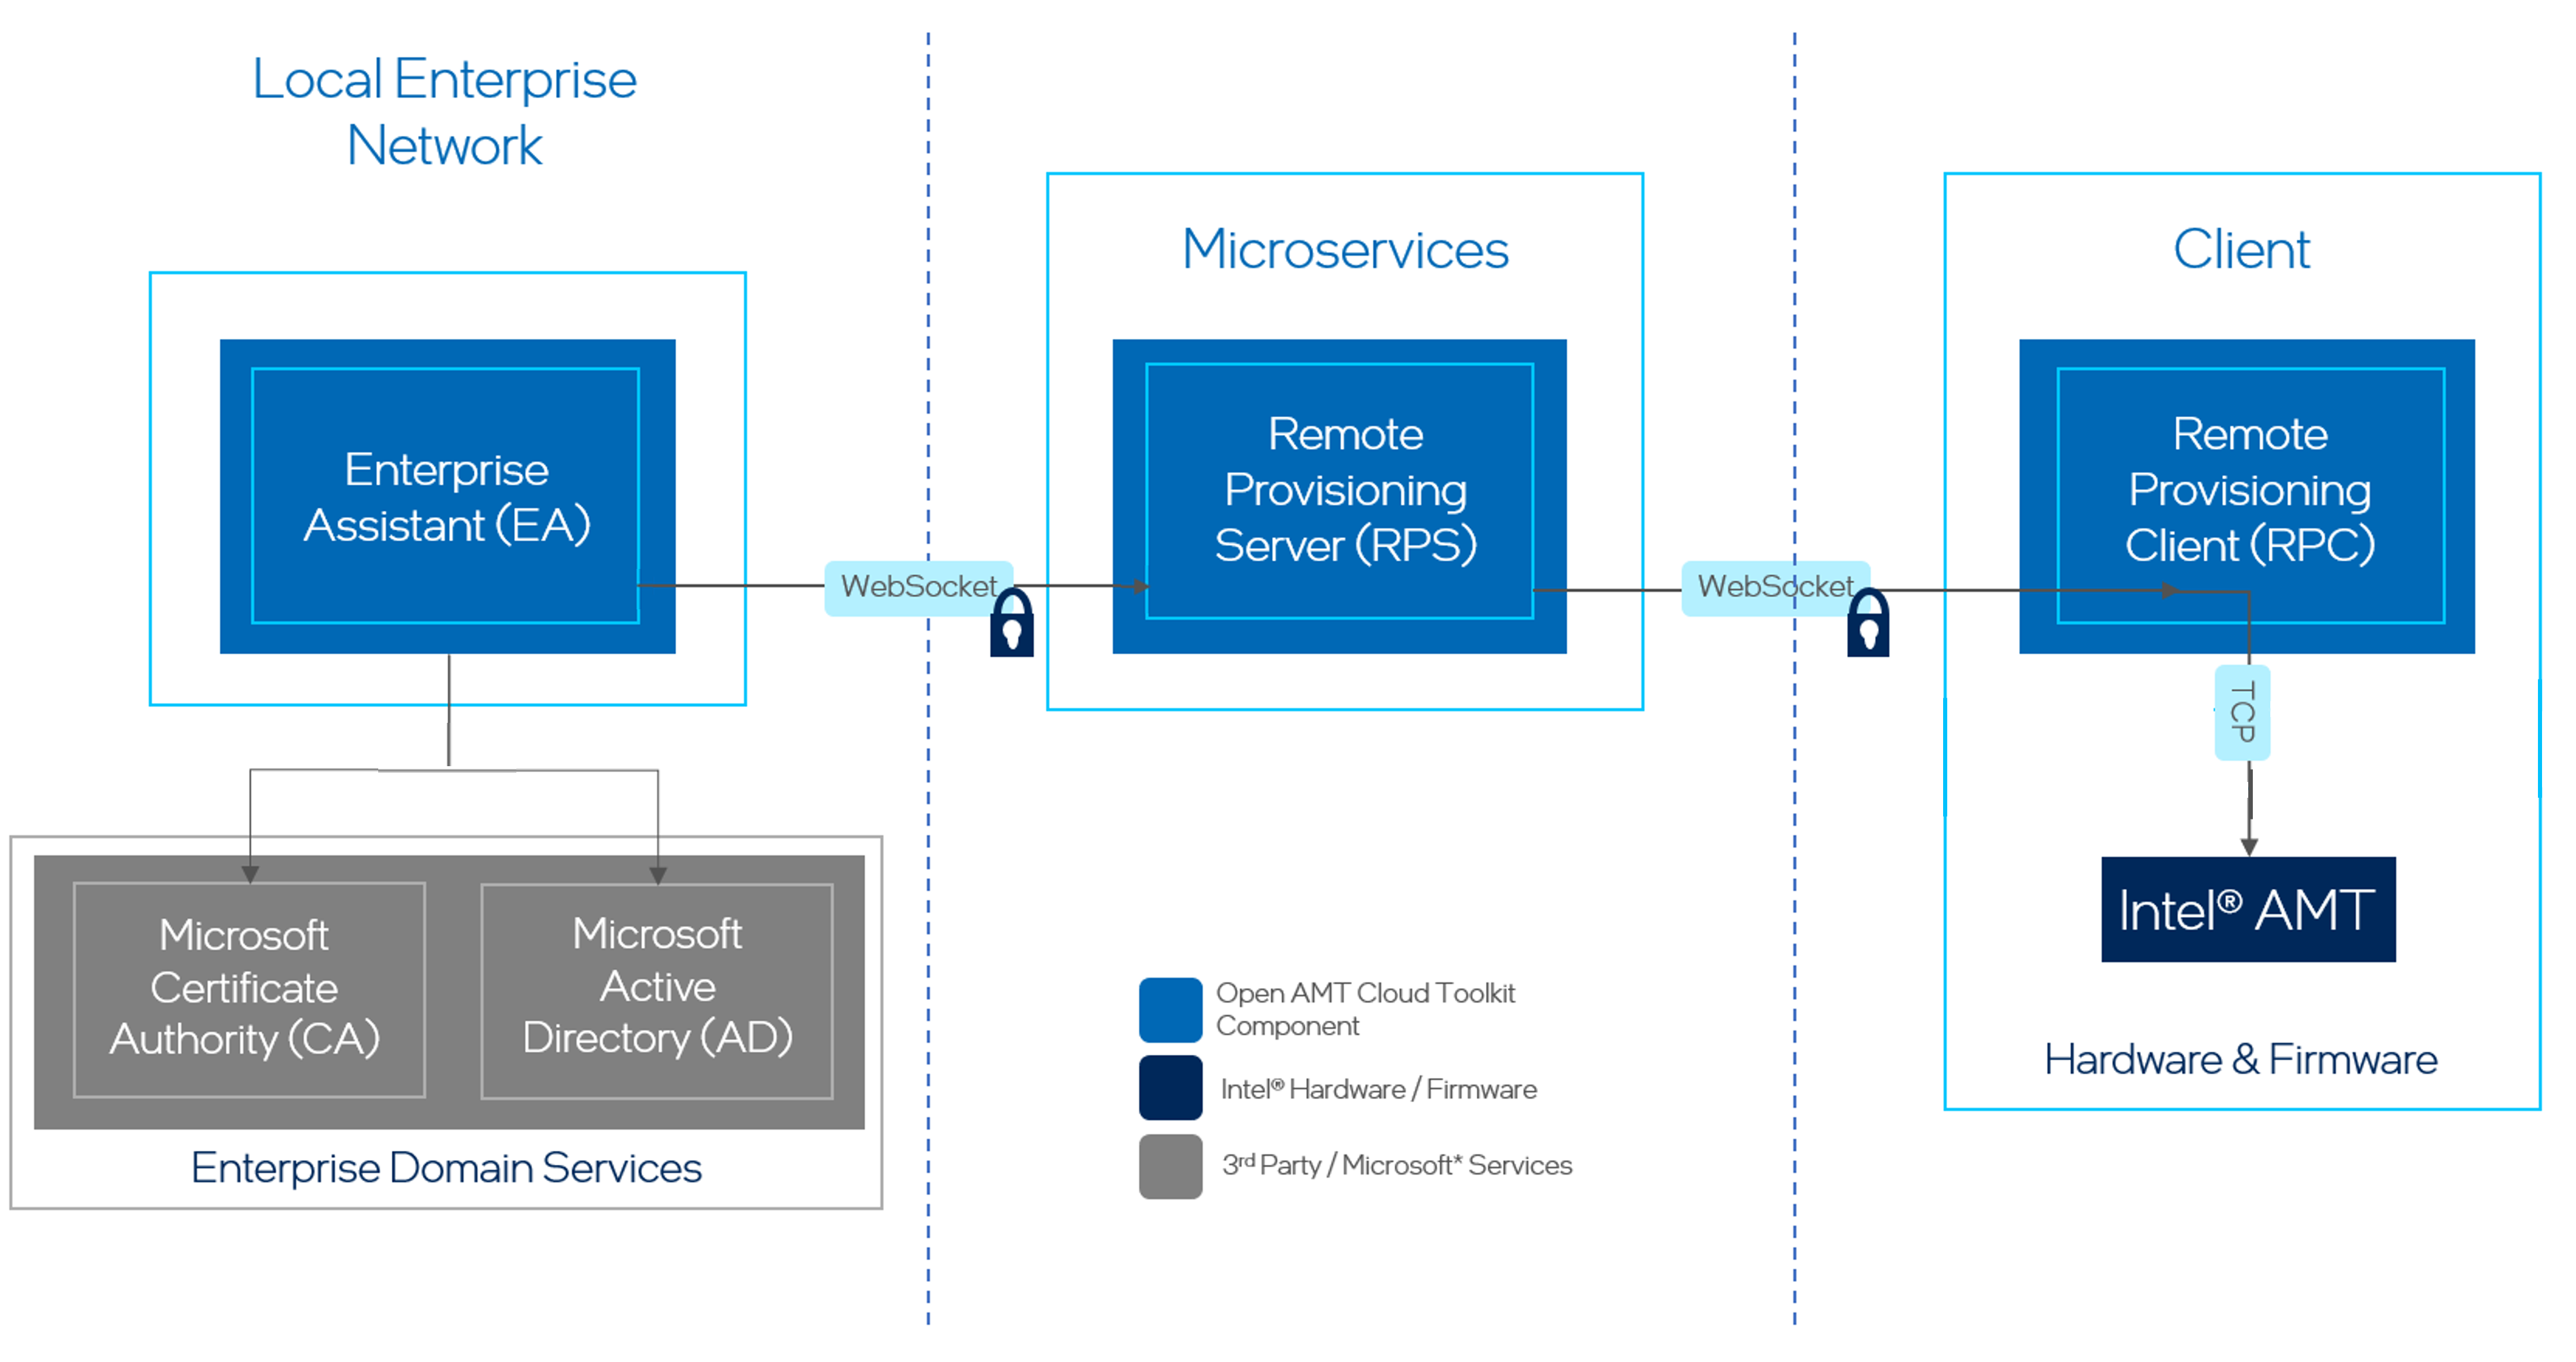 Local Enterprise
Network
Microservices
Client
Enterprise
Assistant (EA)
WebSocket
Remote
Provisioning
Server (RPS)
WebSocket
Remote
Provisioning
Client (RPC)
TCP
Intel® AMT
Hardware & Firmware
Microsoft
Certificate
Authority (CA)
Microsoft
Active
Directory (AD)
Enterprise Domain Services
Open AMT Cloud Toolkit
Component
Intel® Hardware / Firmware
3rd Party / Microsoft* Services